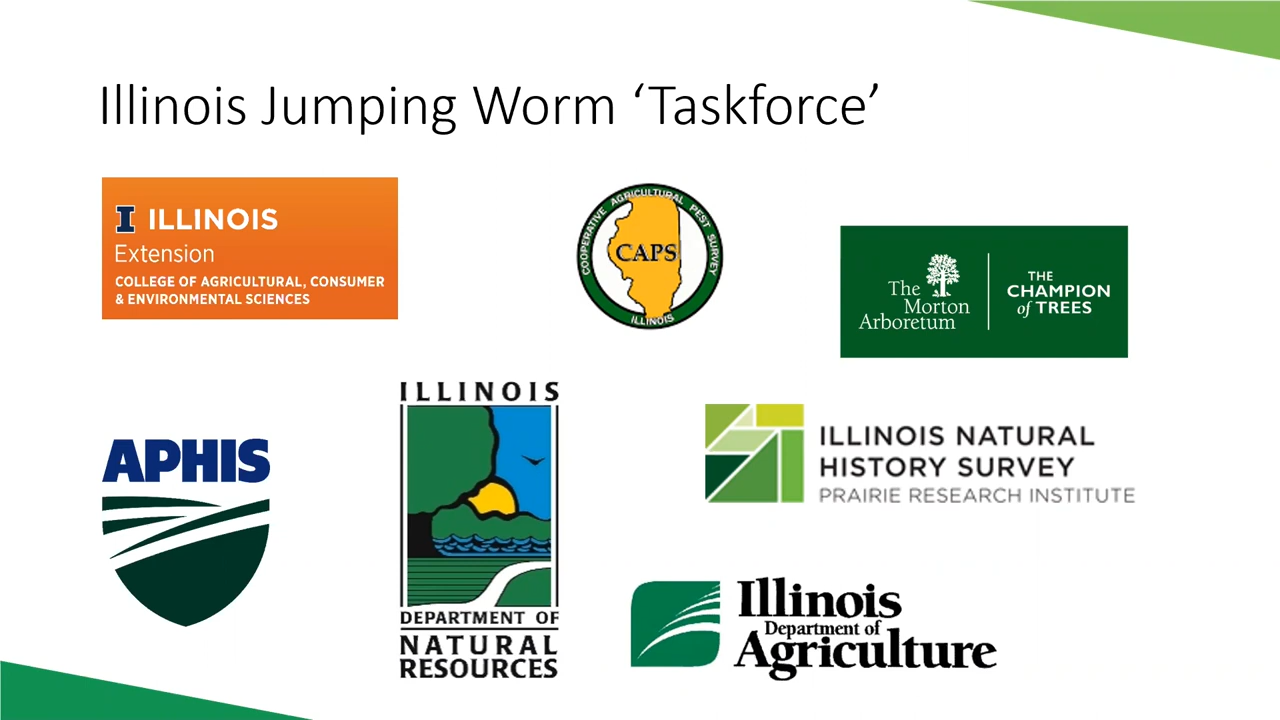 Illinois Jumping Worm ‘Taskforce’
ILLINOIS
Extension
COLLEGE OF AGRICULTURAL, CONSUMER
& ENVIRONMENTAL SCIENCES
COOPERATIVE AGRICULTURAL PEST SURVEY
CAPS
ILLINOIS
The
Morton
Arboretum
THE
CHAMPION
of TREES
APHIS
ILLINOIS
DEPARTMENT OF
NATURAL
RESOURCES
ILLINOIS NATURAL
HISTORY SURVEY
PRAIRIE RESEARCH INSTITUTE
Illinois
Department of
Agriculture